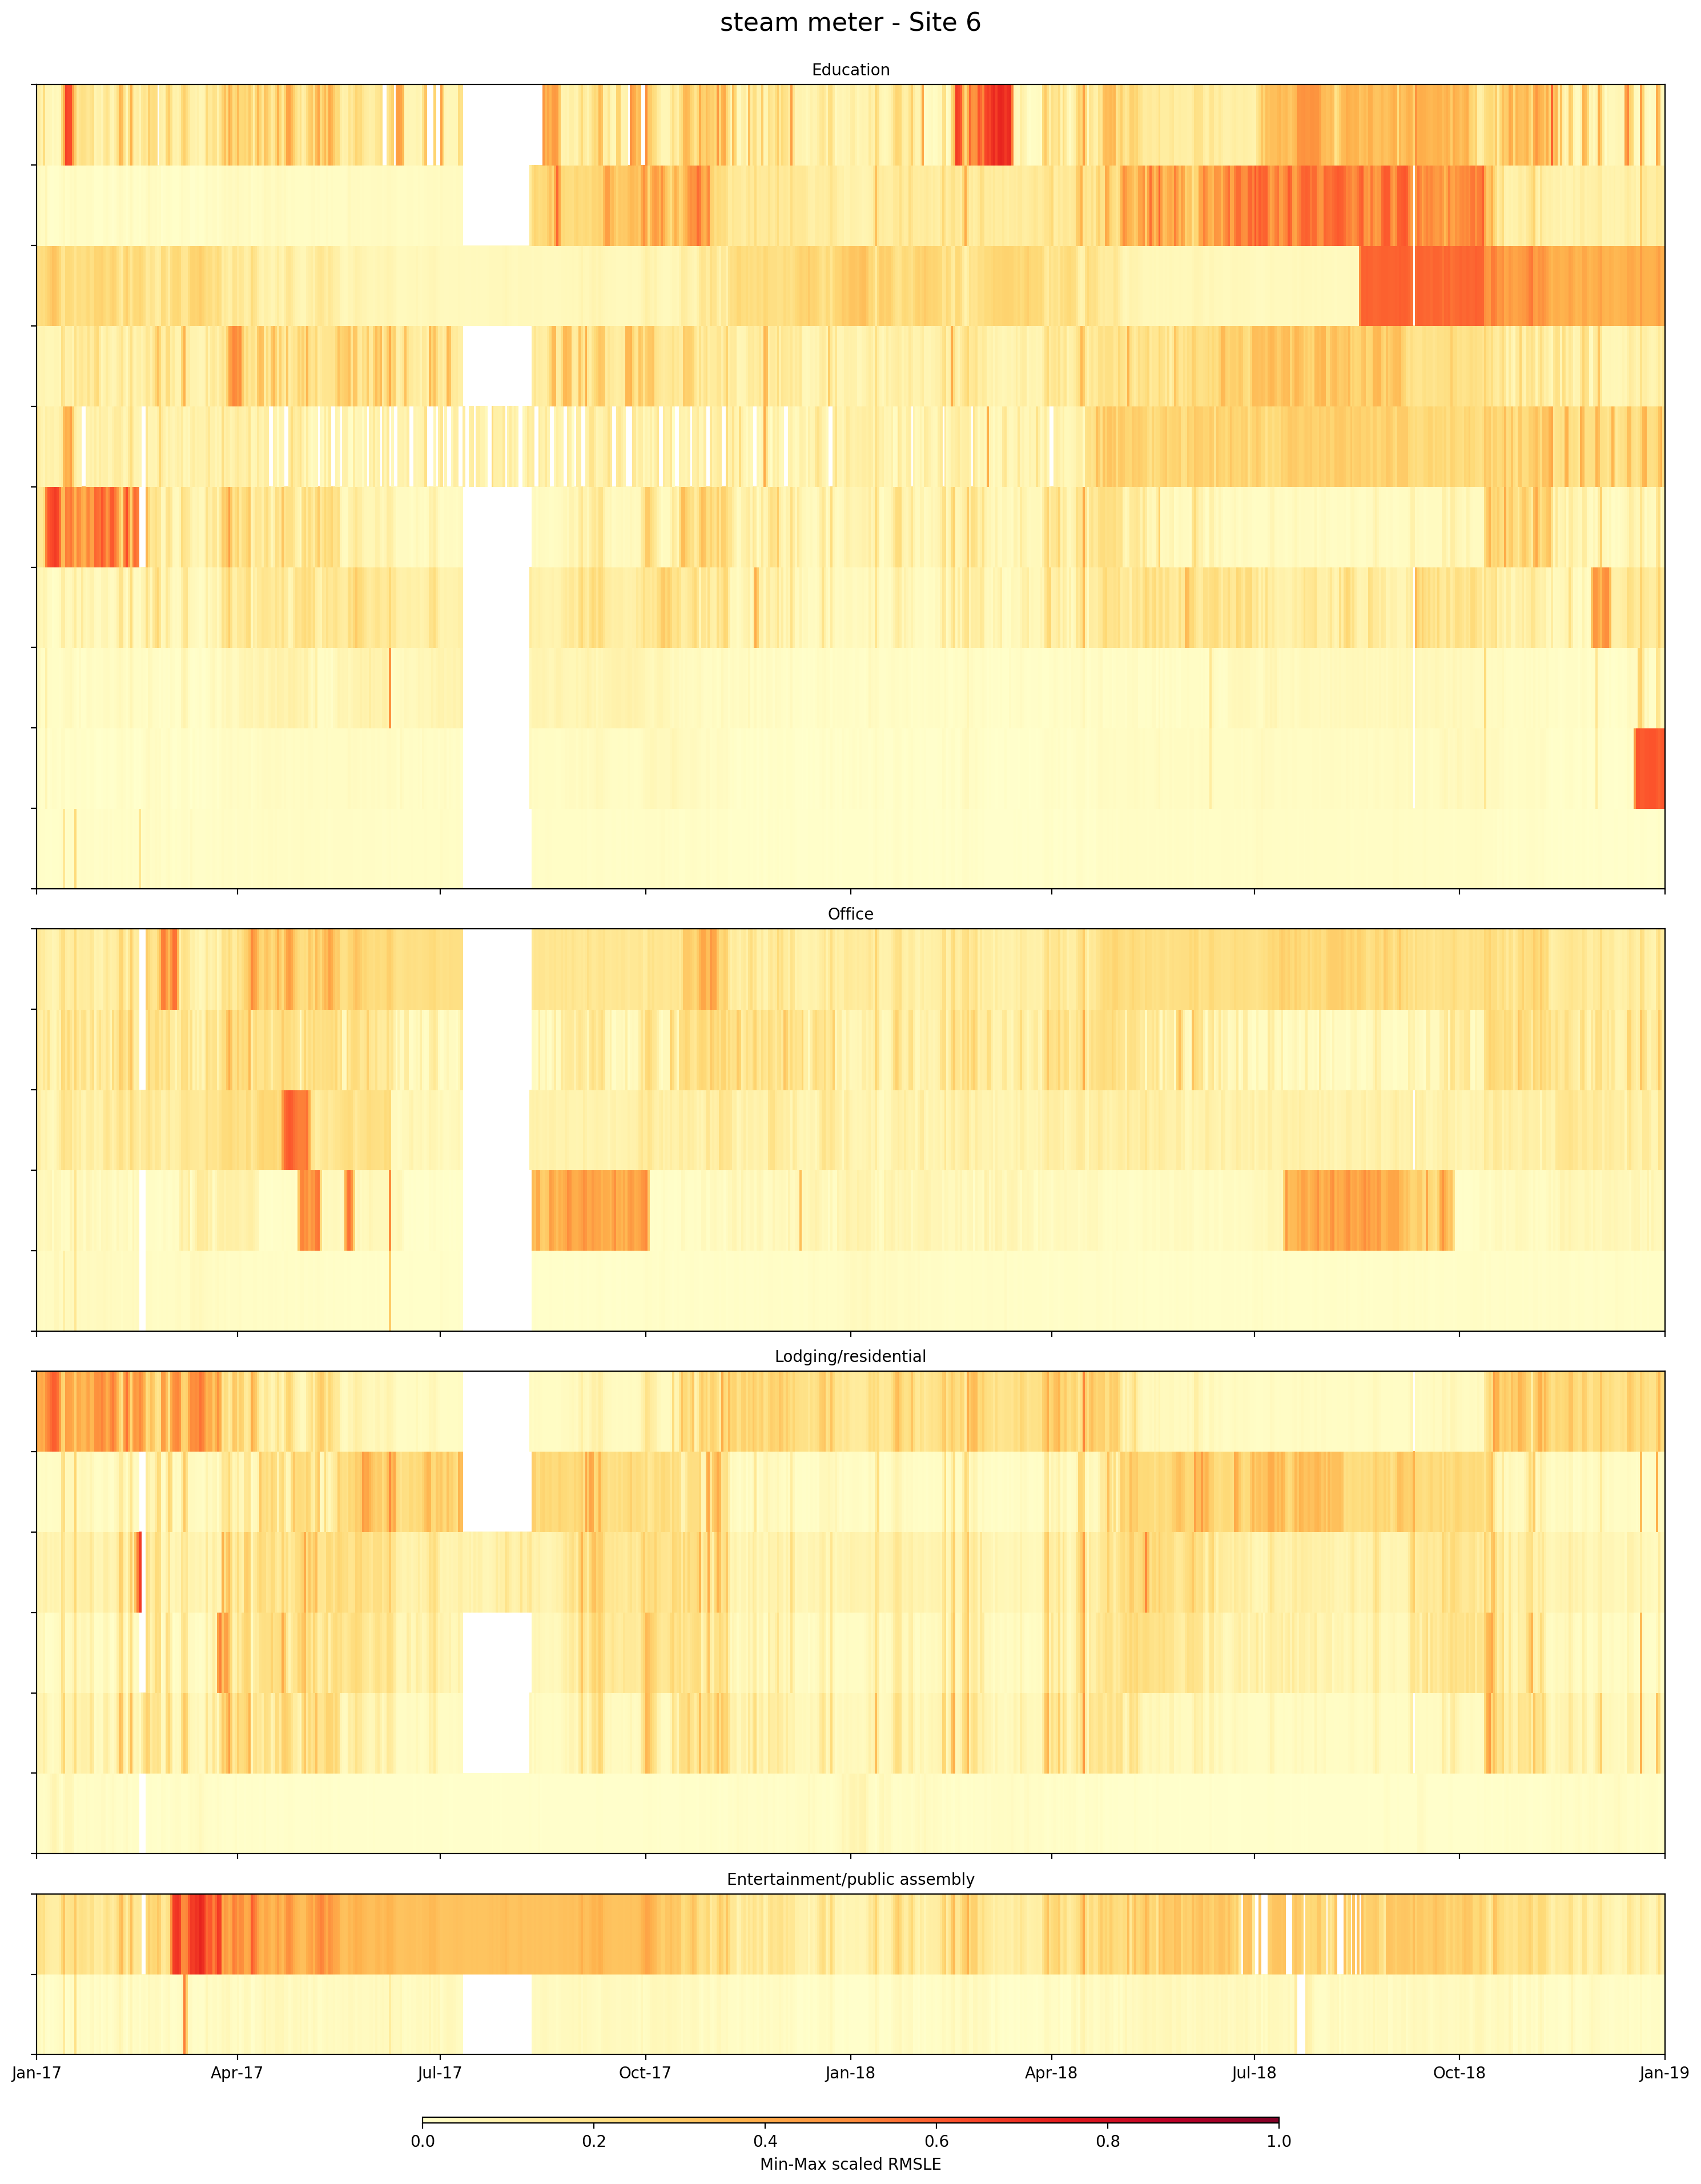 steam meter - Site 6
Education
Office
Lodging/residential
Entertainment/public assembly
Jan-17 Apr-17 Jul-17 Oct-17 Jan-18 Apr-18 Jul-18 Oct-18 Jan-19
0.0 0.2 0.4 0.6 0.8 1.0
Min-Max scaled RMSLE